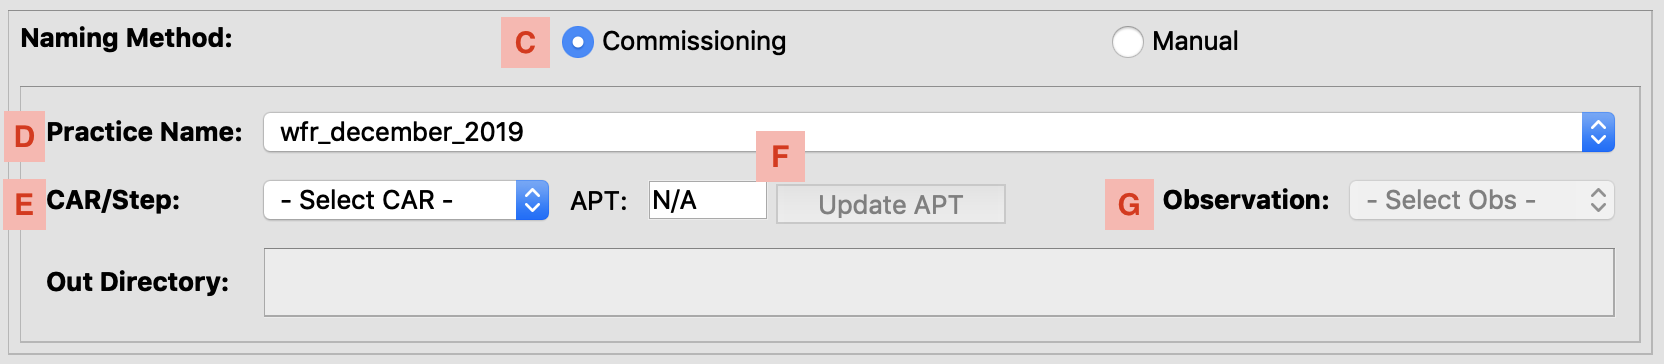 Naming Method: C Commissioning Manual
D Practice Name: wfr_december_2019
F
E CAR/Step: - Select CAR - APT: N/A Update APT G Observation: - Select Obs -
Out Directory: